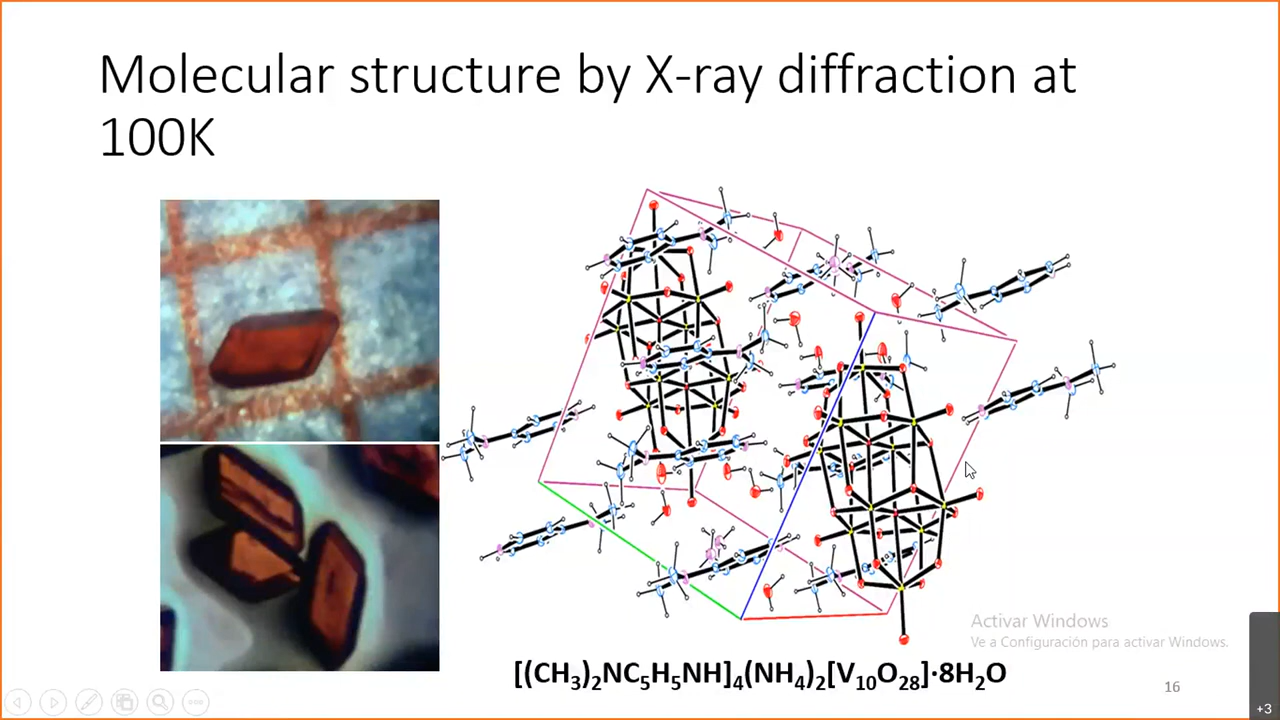 Molecular structure by X-ray diffraction at
100K
Activar Windows
Ve a Configuración para activar Windows.
[(CH₃)₂NC₅H₅NH]₄(NH₄)₂[V₁₀O₂₈]·8H₂O
16
+3